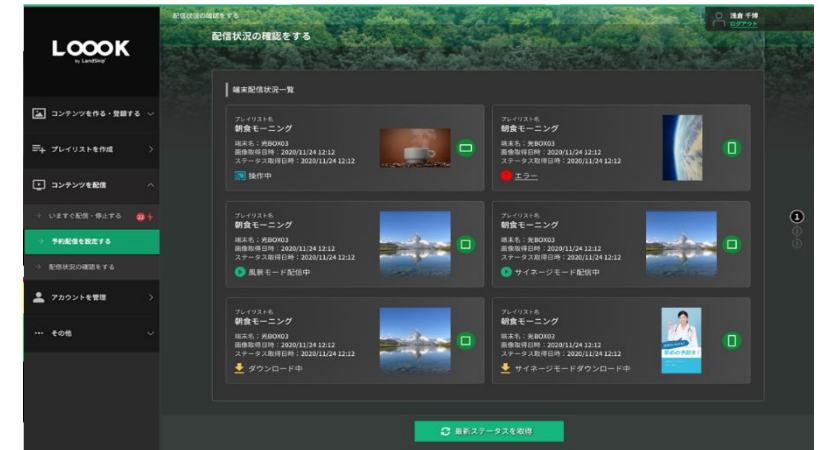 配信状況の確認をする
浅倉 千博
ログアウト
LOOOK
by LandSkip
配信状況の確認をする
コンテンツを作る・登録する
プレイリストを作成
コンテンツを配信
いますぐ配信・停止する
予約配信を設定する
配信状況の確認をする
アカウントを管理
その他
端末配信状況一覧
プレイリスト名
朝食モーニング
端末名：光BOX03
画像取得日時：2020/11/24 12:12
ステータス取得日時：2020/11/24 12:12
操作中
プレイリスト名
朝食モーニング
端末名：光BOX03
画像取得日時：2020/11/24 12:12
ステータス取得日時：2020/11/24 12:12
エラー
プレイリスト名
朝食モーニング
端末名：光BOX03
画像取得日時：2020/11/24 12:12
ステータス取得日時：2020/11/24 12:12
風景モード配信中
プレイリスト名
朝食モーニング
端末名：光BOX03
画像取得日時：2020/11/24 12:12
ステータス取得日時：2020/11/24 12:12
サイネージモード配信中
プレイリスト名
朝食モーニング
端末名：光BOX03
画像取得日時：2020/11/24 12:12
ステータス取得日時：2020/11/24 12:12
ダウンロード中
プレイリスト名
朝食モーニング
端末名：光BOX03
画像取得日時：2020/11/24 12:12
ステータス取得日時：2020/11/24 12:12
サイネージモードダウンロード中
早めの予防を！
1
2
3
最新ステータスを取得